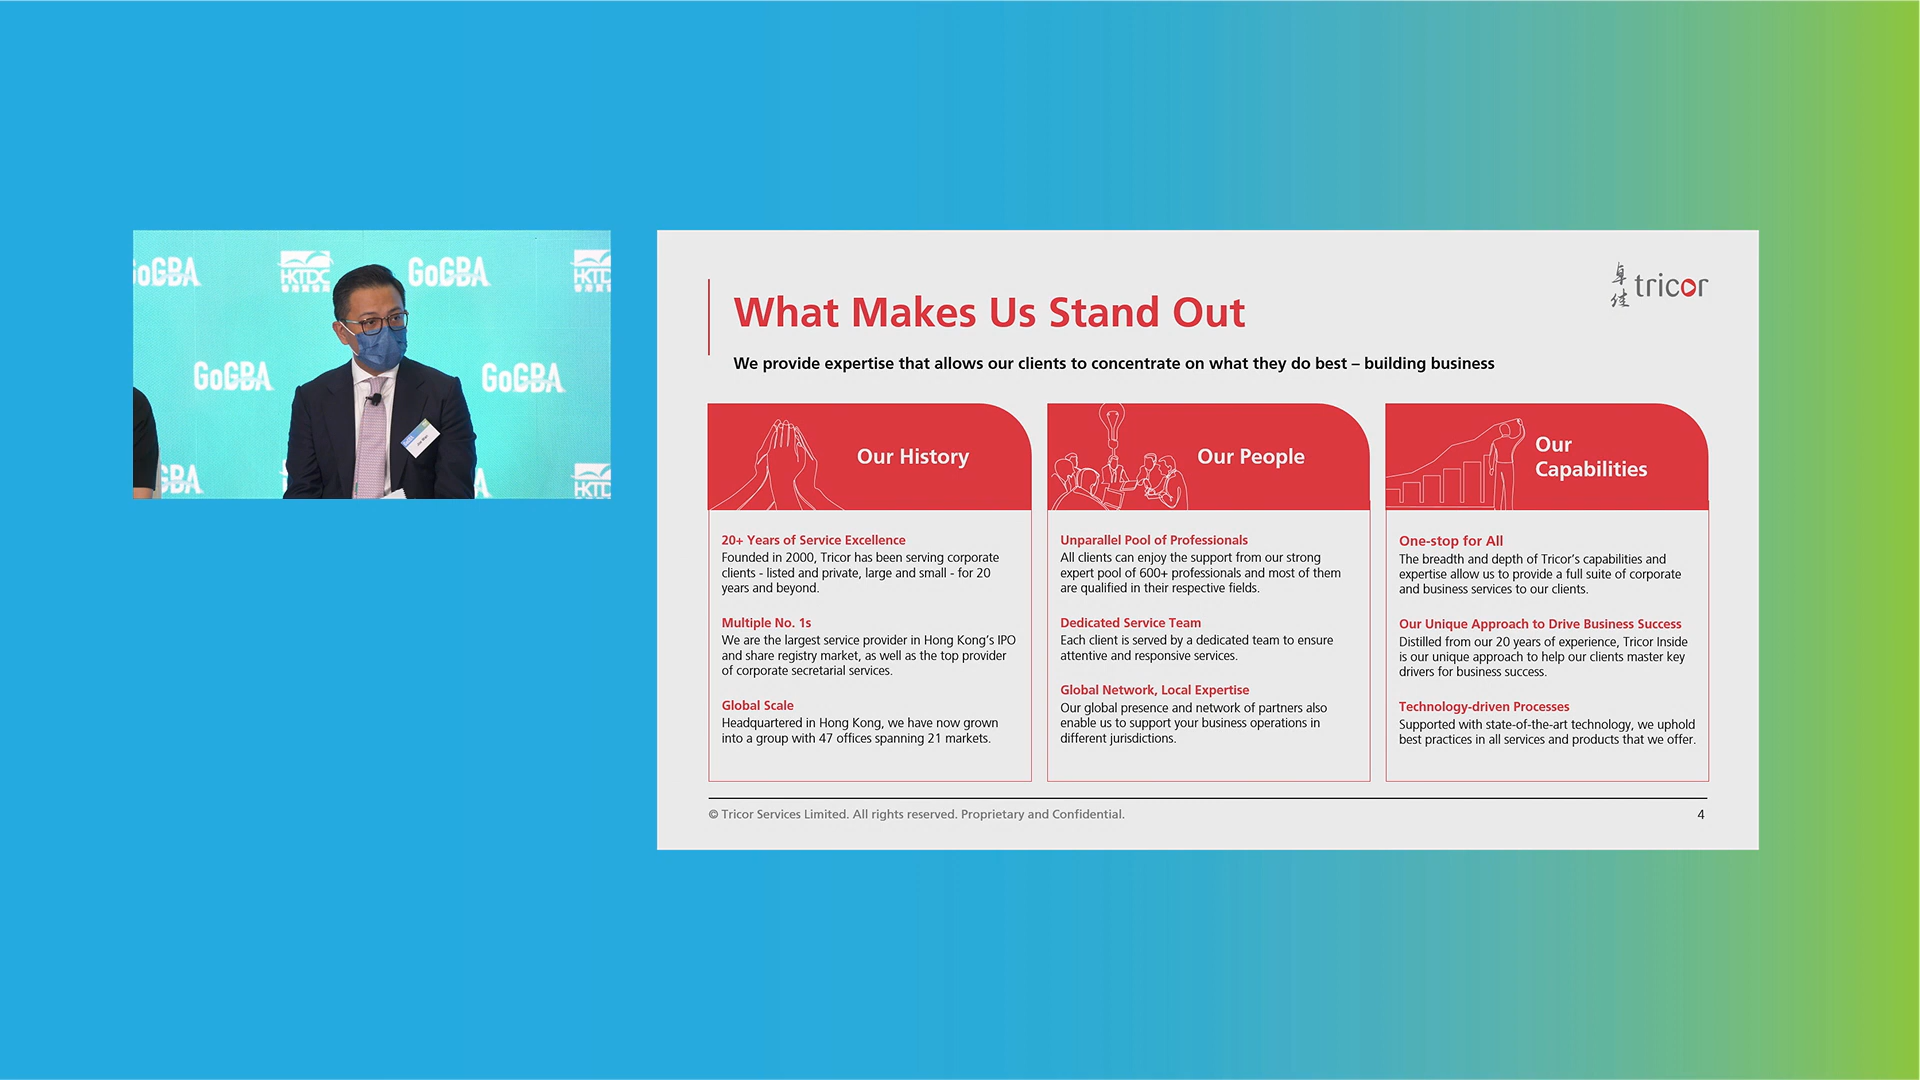 GoGBA
HKTDC
GoGBA
HKTDC
GoGBA
GoGBA
GBA
HKTDC
卓佳 tricor
What Makes Us Stand Out
We provide expertise that allows our clients to concentrate on what they do best – building business
Our History
20+ Years of Service Excellence
Founded in 2000, Tricor has been serving corporate
clients - listed and private, large and small - for 20
years and beyond.
Multiple No. 1s
We are the largest service provider in Hong Kong’s IPO
and share registry market, as well as the top provider
of corporate secretarial services.
Global Scale
Headquartered in Hong Kong, we have now grown
into a group with 47 offices spanning 21 markets.
Our People
Unparallel Pool of Professionals
All clients can enjoy the support from our strong
expert pool of 600+ professionals and most of them
are qualified in their respective fields.
Dedicated Service Team
Each client is served by a dedicated team to ensure
attentive and responsive services.
Global Network, Local Expertise
Our global presence and network of partners also
enable us to support your business operations in
different jurisdictions.
Our
Capabilities
One-stop for All
The breadth and depth of Tricor’s capabilities and
expertise allow us to provide a full suite of corporate
and business services to our clients.
Our Unique Approach to Drive Business Success
Distilled from our 20 years of experience, Tricor Inside
is our unique approach to help our clients master key
drivers for business success.
Technology-driven Processes
Supported with state-of-the-art technology, we uphold
best practices in all services and products that we offer.
© Tricor Services Limited. All rights reserved. Proprietary and Confidential.
4